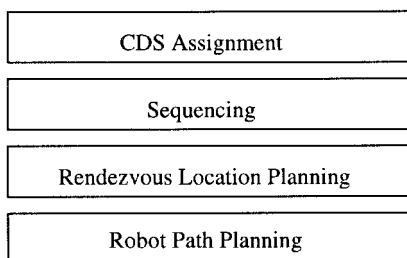 CDS Assignment
Sequencing
Rendezvous Location Planning
Robot Path Planning